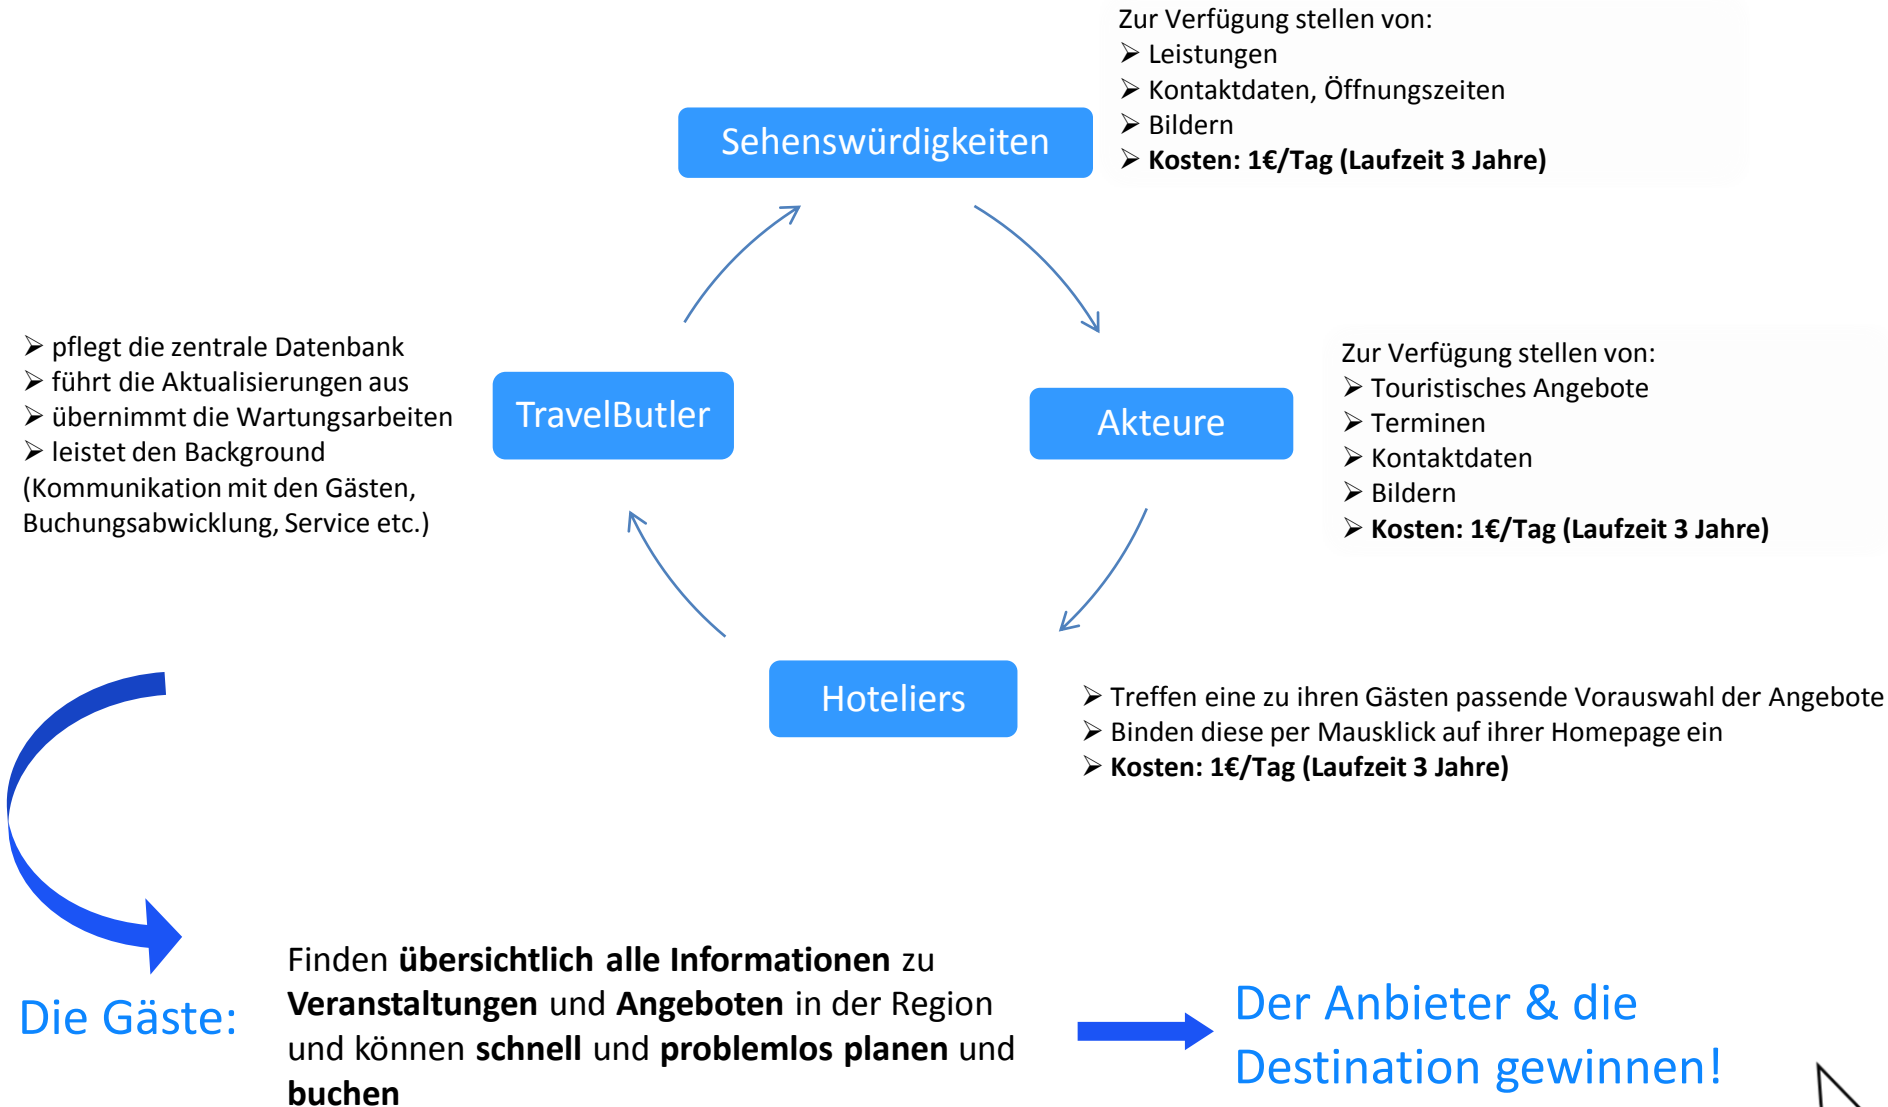 Zur Verfügung stellen von:
➢ Leistungen
➢ Kontaktdaten, Öffnungszeiten
➢ Bildern
➢ Kosten: 1€/Tag (Laufzeit 3 Jahre)
Sehenswürdigkeiten
➢ pflegt die zentrale Datenbank
➢ führt die Aktualisierungen aus
➢ übernimmt die Wartungsarbeiten
➢ leistet den Background
(Kommunikation mit den Gästen,
Buchungsabwicklung, Service etc.)
TravelButler
Akteure
Zur Verfügung stellen von:
➢ Touristisches Angebote
➢ Terminen
➢ Kontaktdaten
➢ Bildern
➢ Kosten: 1€/Tag (Laufzeit 3 Jahre)
Hoteliers
➢ Treffen eine zu ihren Gästen passende Vorauswahl der Angebote
➢ Binden diese per Mausklick auf ihrer Homepage ein
➢ Kosten: 1€/Tag (Laufzeit 3 Jahre)
Die Gäste:
Finden übersichtlich alle Informationen zu
Veranstaltungen und Angeboten in der Region
und können schnell und problemlos planen und
buchen
Der Anbieter & die
Destination gewinnen!